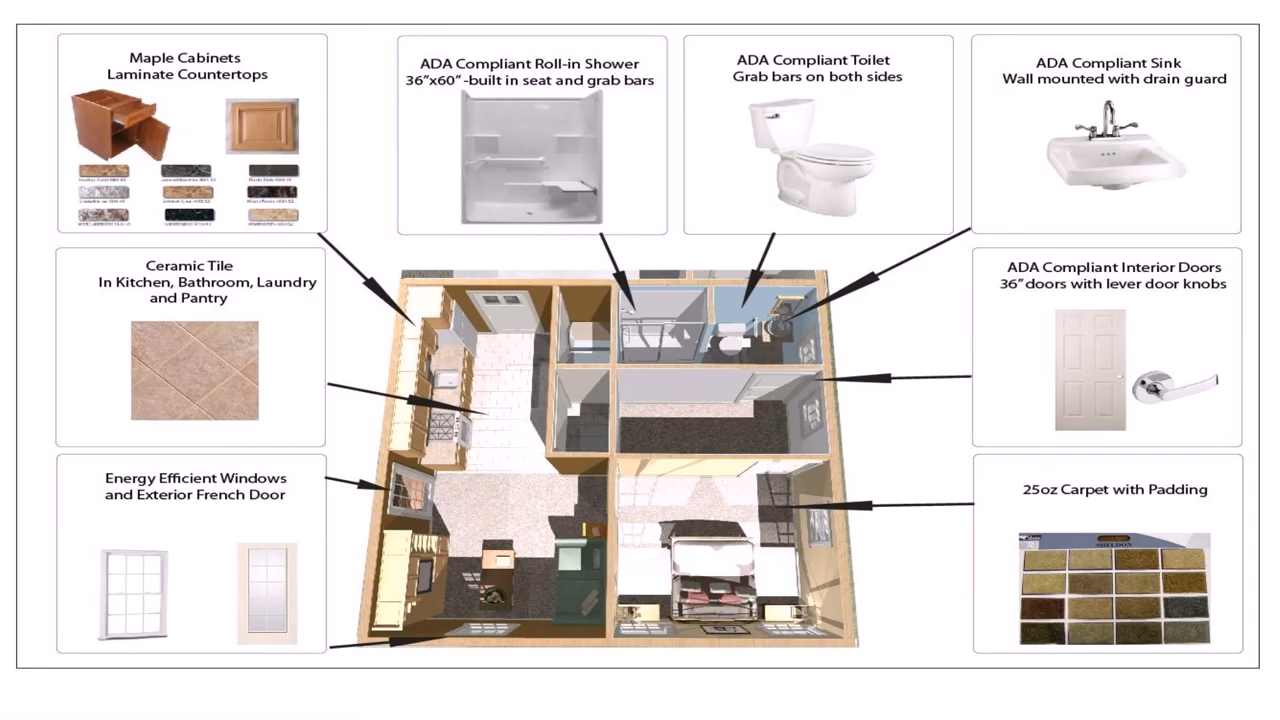 Maple Cabinets
Laminate Countertops
ADA Compliant Roll-in Shower
36”x60” -built in seat and grab bars
ADA Compliant Toilet
Grab bars on both sides
ADA Compliant Sink
Wall mounted with drain guard
Ceramic Tile
In Kitchen, Bathroom, Laundry
and Pantry
ADA Compliant Interior Doors
36” doors with lever door knobs
Energy Efficient Windows
and Exterior French Door
25oz Carpet with Padding
SHELDON